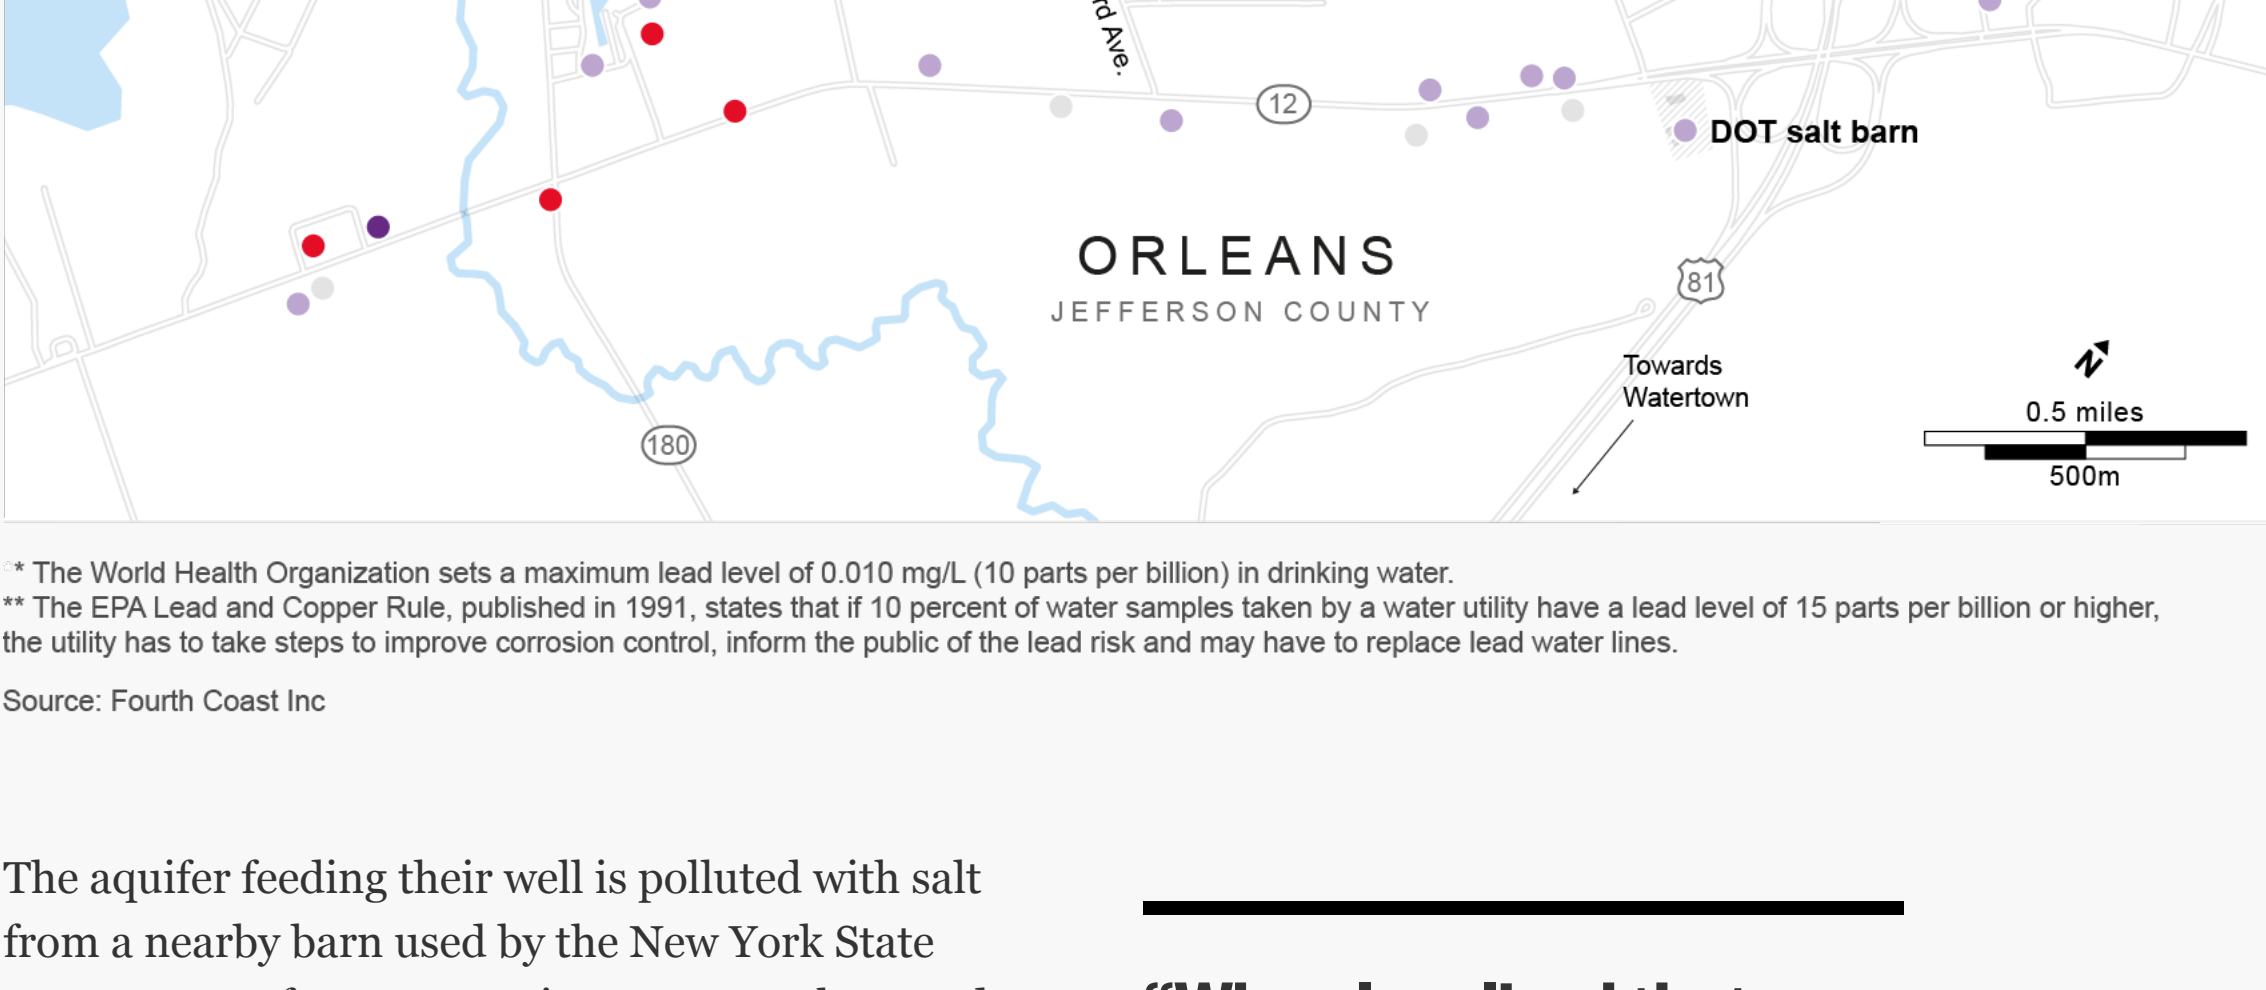 rd Ave.
12
DOT salt barn
ORLEANS
JEFFERSON COUNTY
81
Towards
Watertown
N
0.5 miles
500m
180
* The World Health Organization sets a maximum lead level of 0.010 mg/L (10 parts per billion) in drinking water.
** The EPA Lead and Copper Rule, published in 1991, states that if 10 percent of water samples taken by a water utility have a lead level of 15 parts per billion or higher,
the utility has to take steps to improve corrosion control, inform the public of the lead risk and may have to replace lead water lines.
Source: Fourth Coast Inc
The aquifer feeding their well is polluted with salt
from a nearby barn used by the New York State